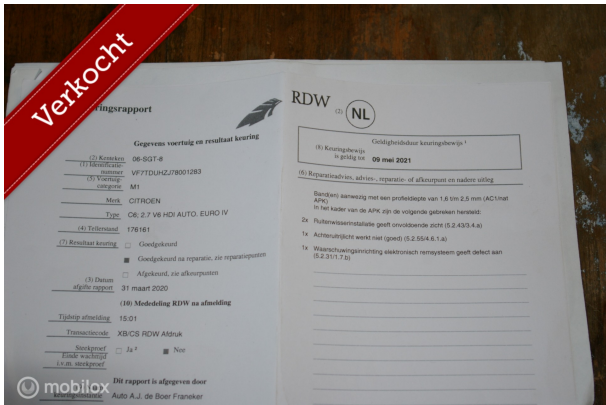 Verkocht
ringsrapport
Gegevens voertuig en resultaat keuring
(2) Kenteken 06-SGT-8
(1) Identificatie-
nummer VF7TDUHZJ78001283
(5) Voertuig-
categorie M1
Merk CITROEN
Type C6; 2.7 V6 HDI AUTO. EURO IV
(4) Tellerstand 176161
(7) Resultaat keuring Goedgekeurd
Goedgekeurd na reparatie, zie reparatiepunten
Afgekeurd, zie afkeurpunten
(3) Datum
afgifte rapport 31 maart 2020
(10) Mededeling RDW na afmelding
Tijdstip afmelding 15:01
Transactiecode XB/CS RDW Afdruk
Steekproef Ja ² Nee
Einde wachttijd
i.v.m. steekproef
Dit rapport is afgegeven door
keuringsinstantie Auto A.J. de Boer Franeker
RDW (2) NL
Geldigheidsduur keuringsbewijs ¹
(8) Keuringsbewijs
is geldig tot 09 mei 2021
(6) Reparatieadvies, advies-, reparatie- of afkeurpunt en nadere uitleg
Band(en) aanwezig met een profieldiepte van 1,6 t/m 2,5 mm (AC1/mat
APK)
In het kader van de APK zijn de volgende gebreken hersteld:
2x Ruitenwisserinstallatie geeft onvoldoende zicht (5.2.43/3.4.a)
1x Achteruitrijlicht werkt niet (goed) (5.2.55/4.6.1.a)
1x Waarschuwingsinrichting elektronisch remsysteem geeft defect aan
(5.2.31/1.7.b)
mobilox